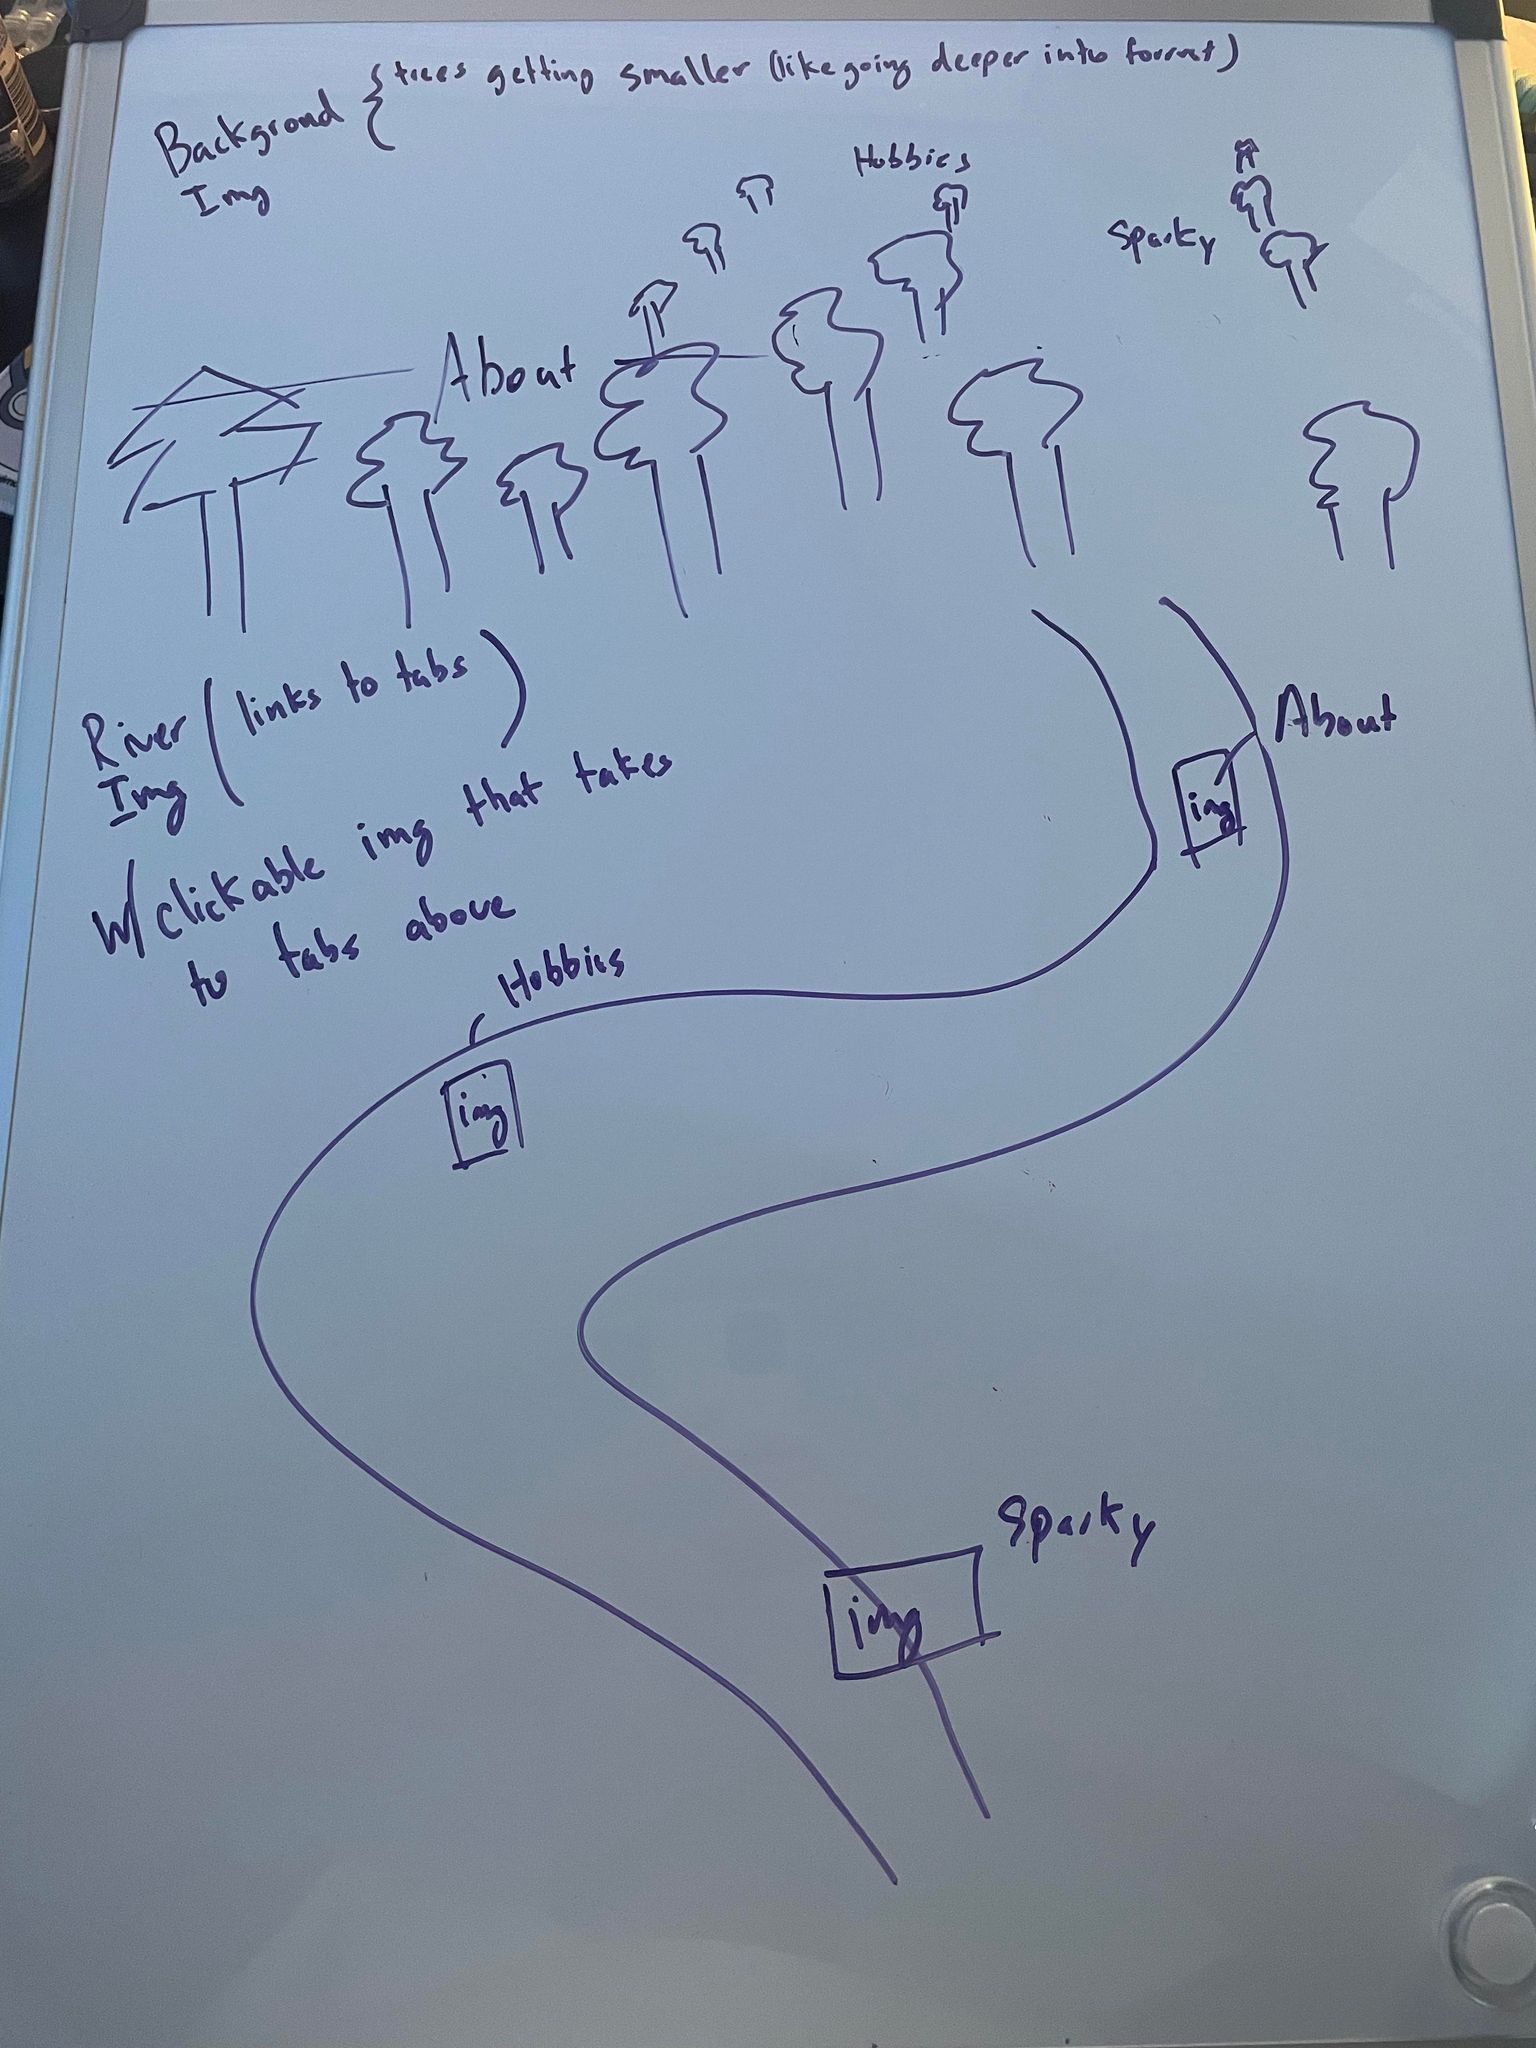 trees getting smaller (like going deeper into forrest)
Backgrond {
Img
Hobbies
Sparky
About
River (links to tabs)
Img
w/ clickable img that takes
to tabs above
About
img
Hobbies
img
Sparky
img